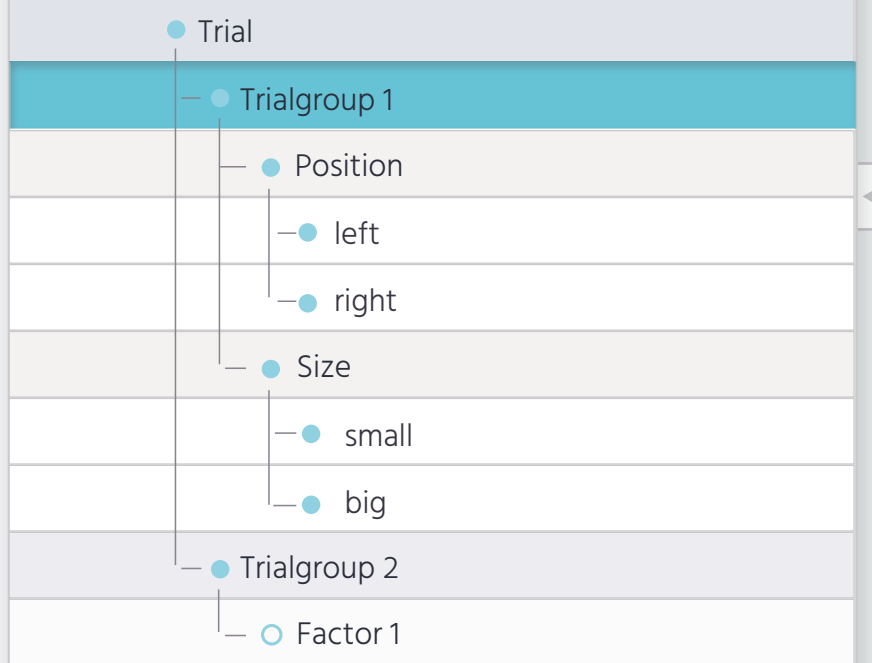 Trial
Trialgroup 1
Position
left
right
Size
small
big
Trialgroup 2
Factor 1